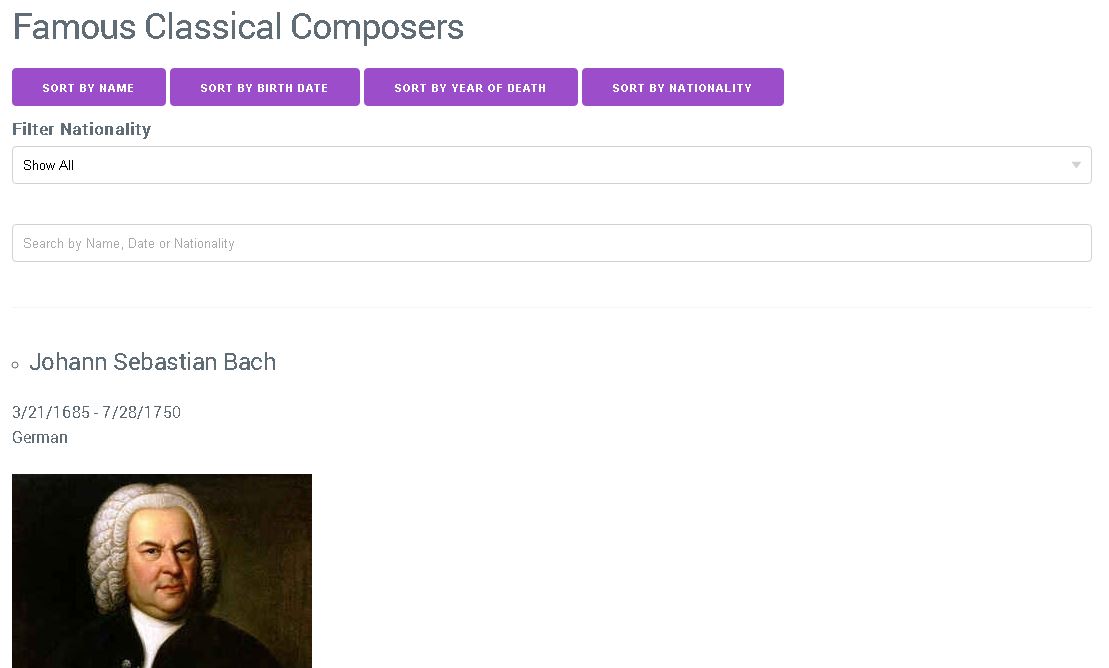 Famous Classical Composers
SORT BY NAME SORT BY BIRTH DATE SORT BY YEAR OF DEATH SORT BY NATIONALITY
Filter Nationality
Show All
Search by Name, Date or Nationality
Johann Sebastian Bach
3/21/1685 - 7/28/1750
German